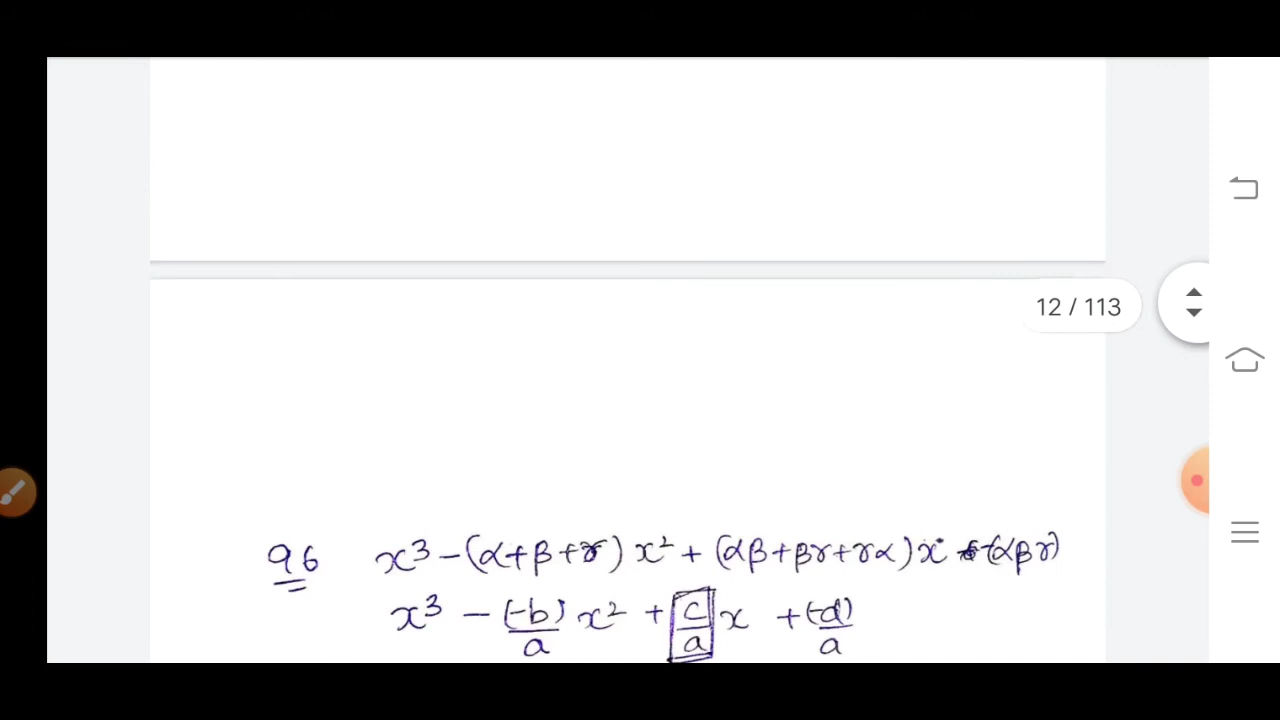 12 / 113
96 x³ - (α+β+γ) x² + (αβ+βγ+γα)x - (αβγ)
x³ - (-b)/a x² + c/a x + (-d)/a